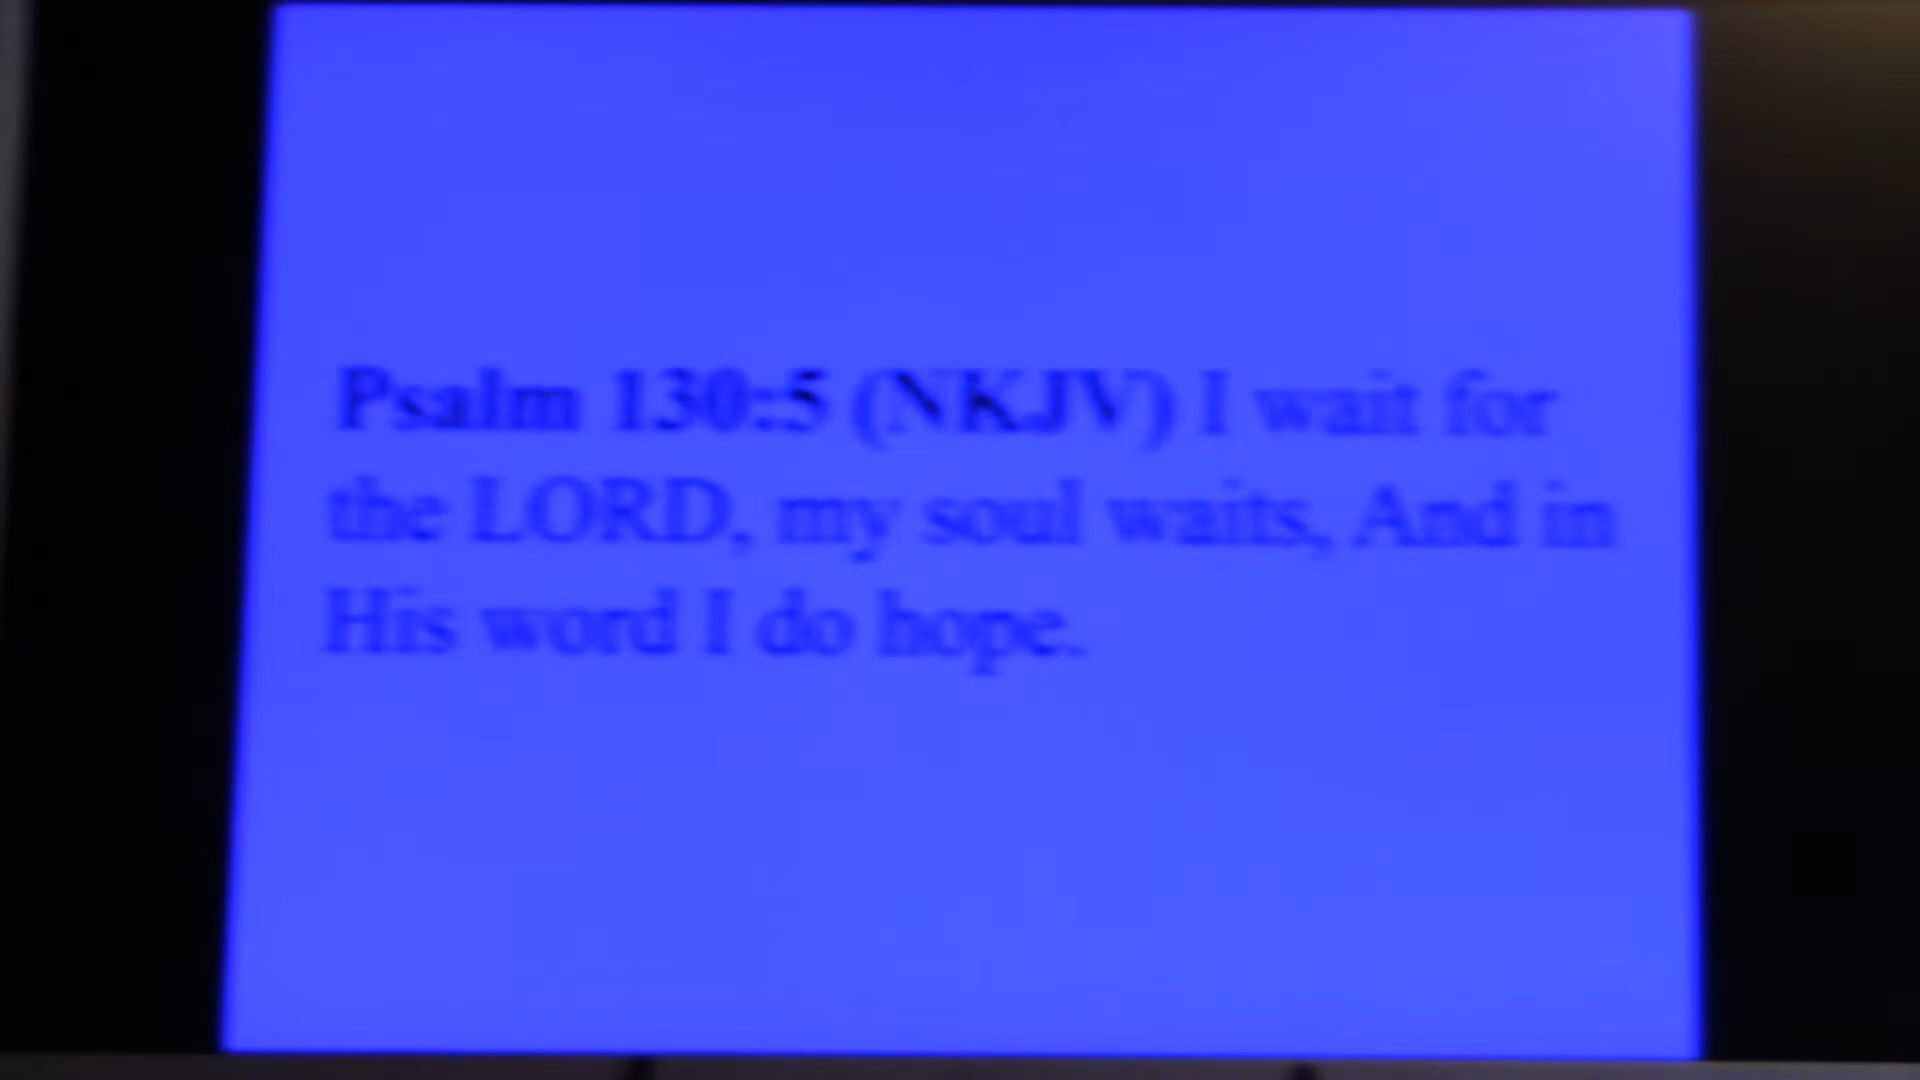 Psalm 130:5 (NKJV) I wait for
the LORD, my soul waits, And in
His word I do hope.